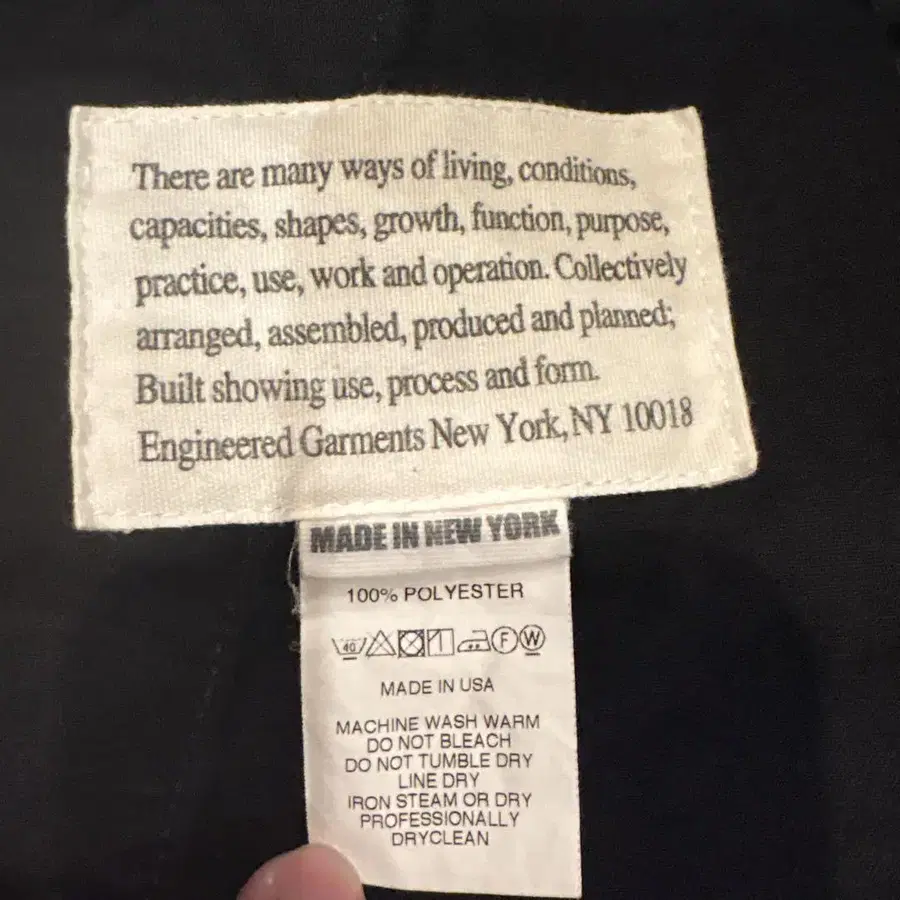 There are many ways of living, conditions,
capacities, shapes, growth, function, purpose,
practice, use, work and operation. Collectively
arranged, assembled, produced and planned;
Built showing use, process and form.
Engineered Garments New York, NY 10018
MADE IN NEW YORK
100% POLYESTER
40 F W
MADE IN USA
MACHINE WASH WARM
DO NOT BLEACH
DO NOT TUMBLE DRY
LINE DRY
IRON STEAM OR DRY
PROFESSIONALLY
DRYCLEAN